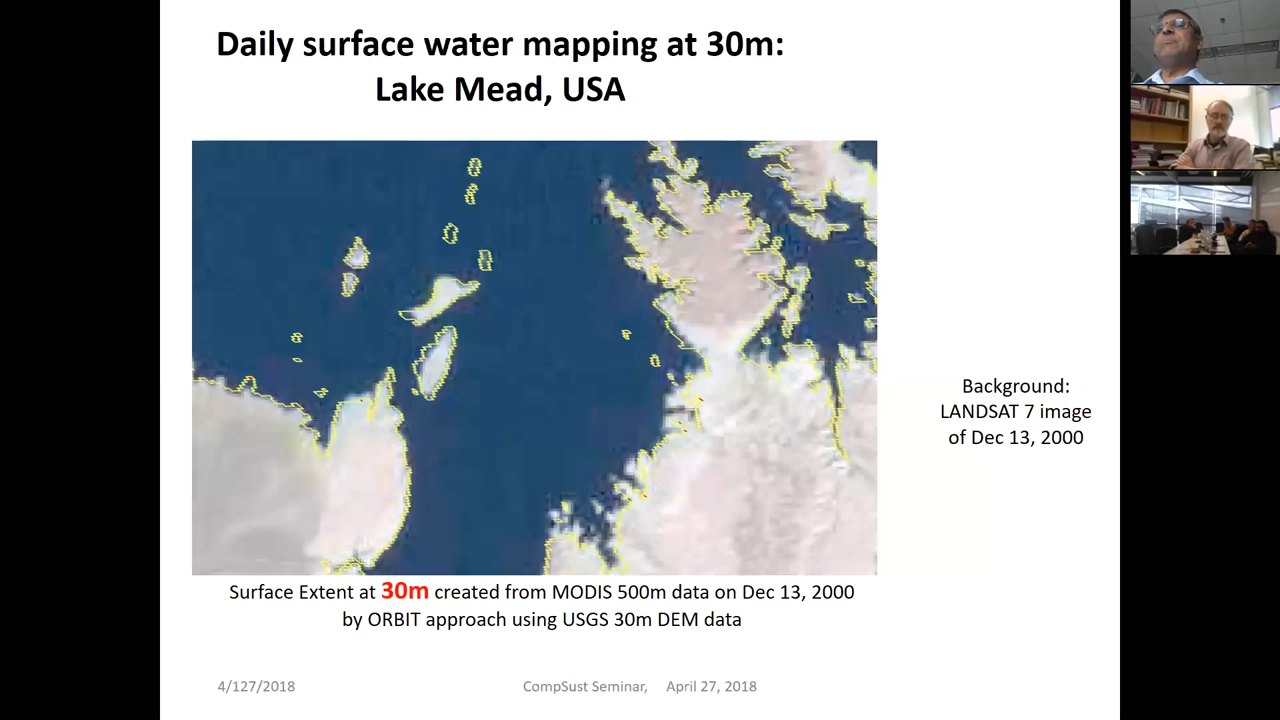 Daily surface water mapping at 30m:
Lake Mead, USA
Background:
LANDSAT 7 image
of Dec 13, 2000
Surface Extent at 30m created from MODIS 500m data on Dec 13, 2000
by ORBIT approach using USGS 30m DEM data
4/127/2018
CompSust Seminar, April 27, 2018